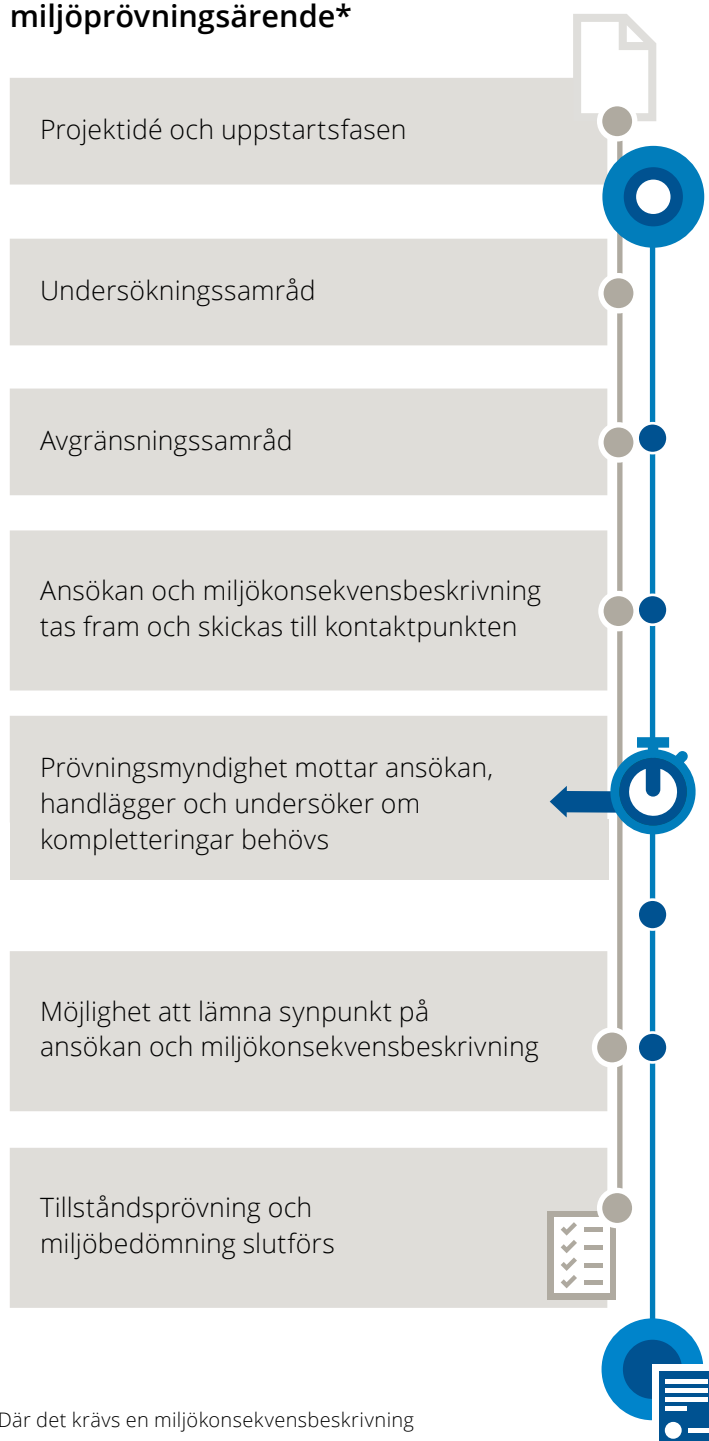 miljöprövningsärende*
Projektidé och uppstartsfasen
Undersökningssamråd
Avgränsningssamråd
Ansökan och miljökonsekvensbeskrivning
tas fram och skickas till kontaktpunkten
Prövningsmyndighet mottar ansökan,
handlägger och undersöker om
kompletteringar behövs
Möjlighet att lämna synpunkt på
ansökan och miljökonsekvensbeskrivning
Tillståndsprövning och
miljöbedömning slutförs
Där det krävs en miljökonsekvensbeskrivning